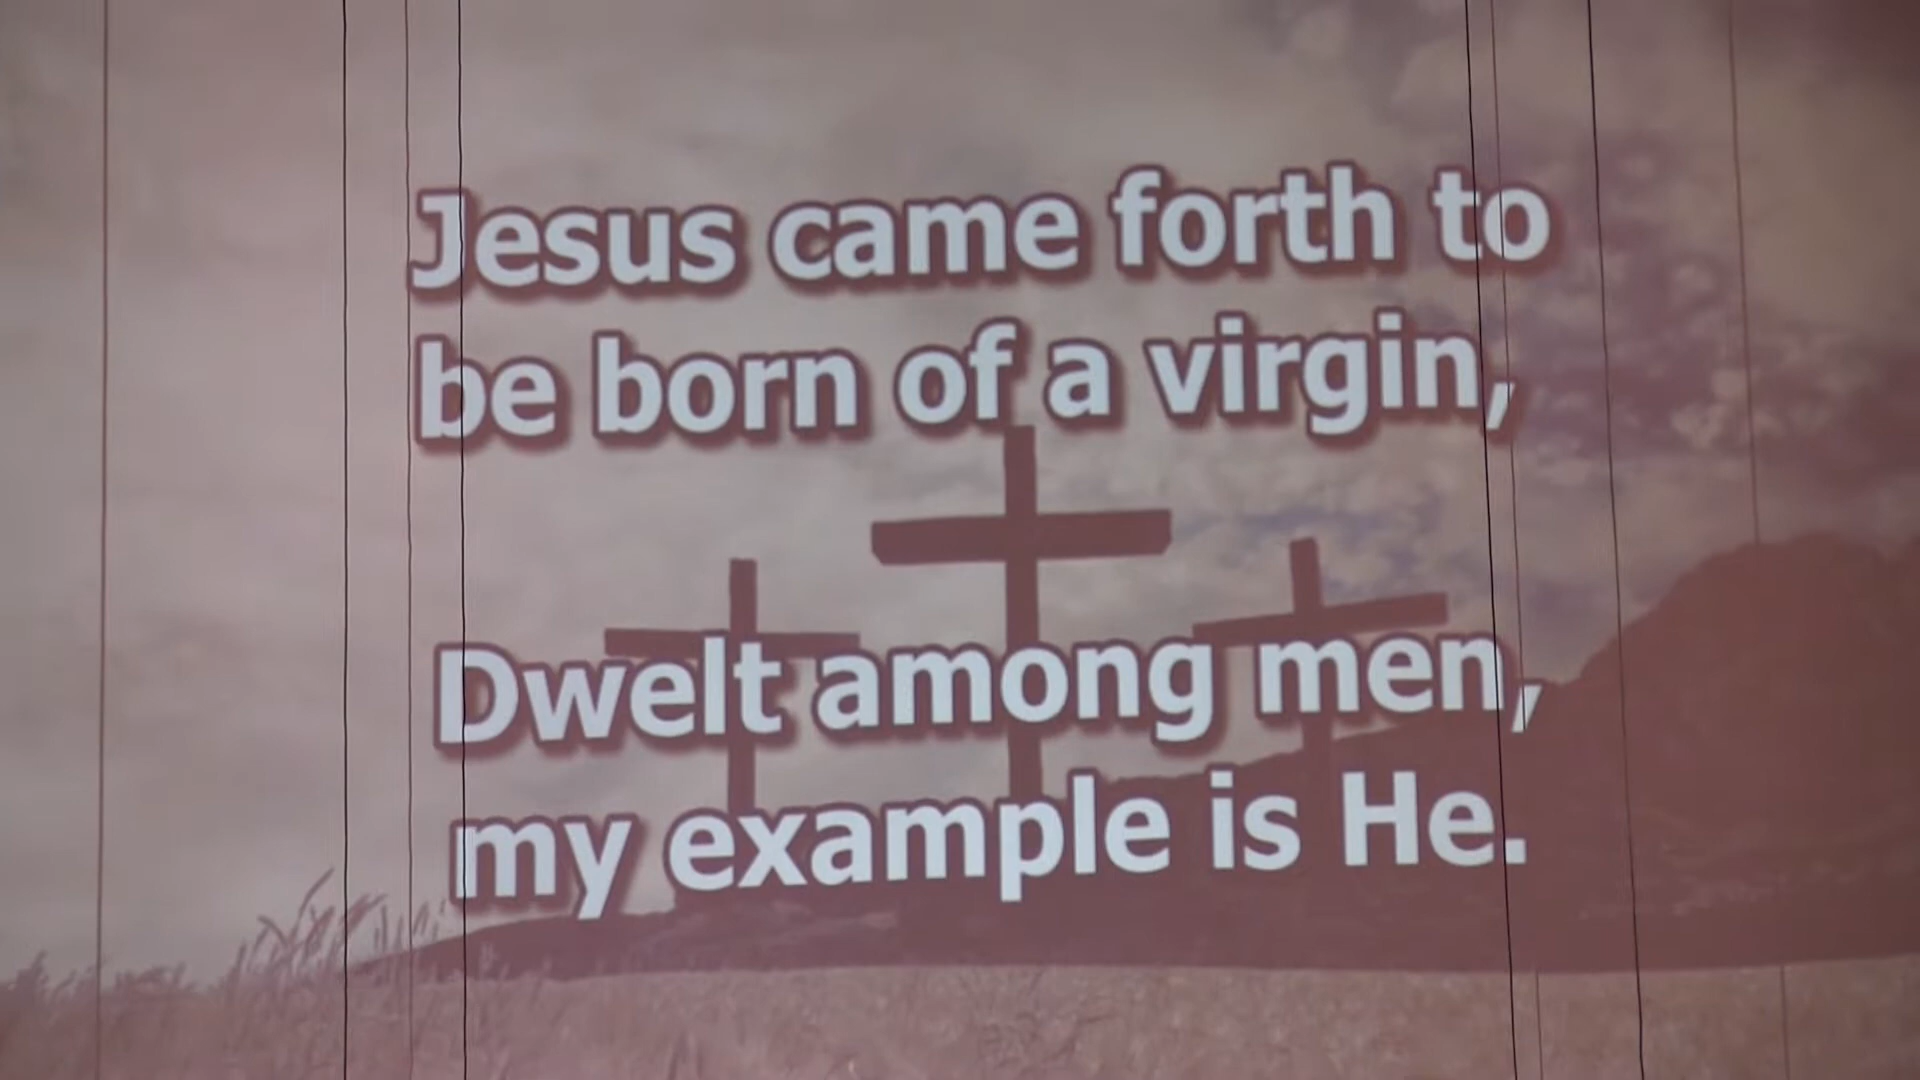 Jesus came forth to
be born of a virgin,
Dwelt among men,
my example is He.